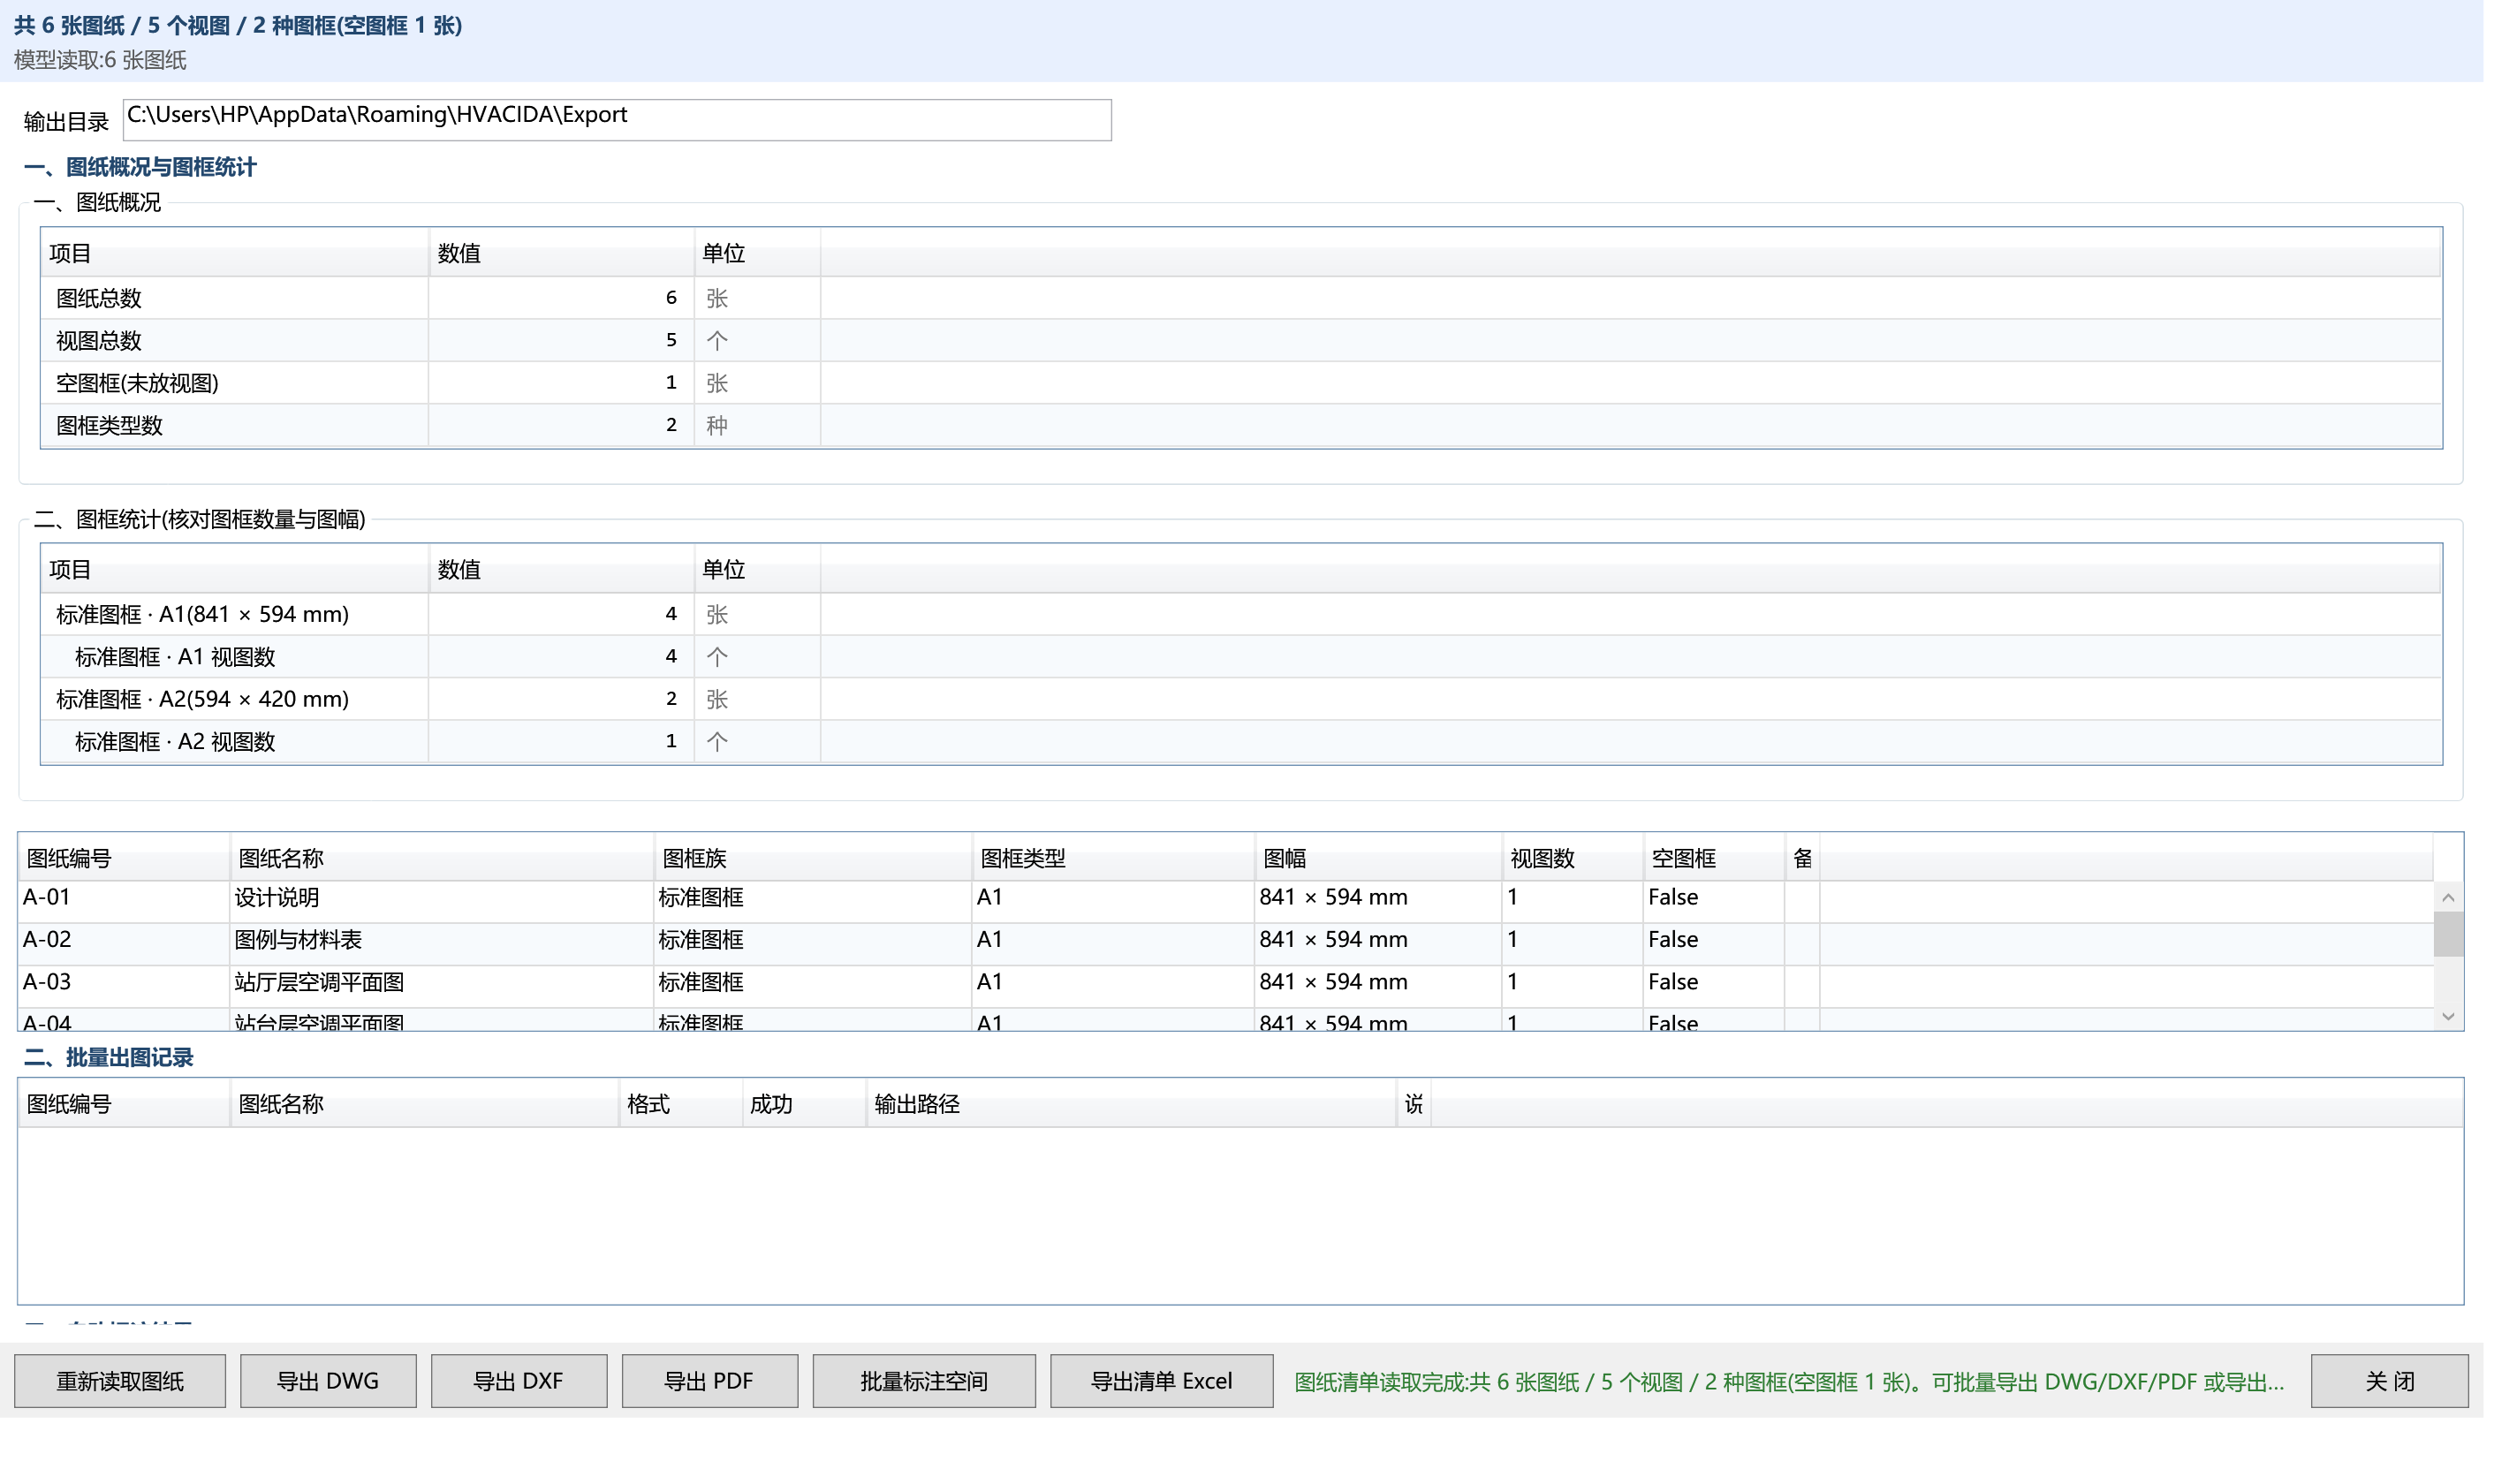 共 6 张图纸 / 5 个视图 / 2 种图框(空图框 1 张)
模型读取:6 张图纸
输出目录 C:\Users\HP\AppData\Roaming\HVACIDA\Export
一、图纸概况与图框统计
一、图纸概况
项目 数值 单位
图纸总数 6 张
视图总数 5 个
空图框(未放视图) 1 张
图框类型数 2 种
二、图框统计(核对图框数量与图幅)
项目 数值 单位
标准图框 · A1(841 × 594 mm) 4 张
标准图框 · A1 视图数 4 个
标准图框 · A2(594 × 420 mm) 2 张
标准图框 · A2 视图数 1 个
图纸编号 图纸名称 图框族 图框类型 图幅 视图数 空图框 备
A-01 设计说明 标准图框 A1 841 × 594 mm 1 False
A-02 图例与材料表 标准图框 A1 841 × 594 mm 1 False
A-03 站厅层空调平面图 标准图框 A1 841 × 594 mm 1 False
A-04 站台层空调平面图 标准图框 A1 841 × 594 mm 1 False
二、批量出图记录
图纸编号 图纸名称 格式 成功 输出路径 说
重新读取图纸 导出 DWG 导出 DXF 导出 PDF 批量标注空间 导出清单 Excel 图纸清单读取完成:共 6 张图纸 / 5 个视图 / 2 种图框(空图框 1 张)。可批量导出 DWG/DXF/PDF 或导出... 关 闭